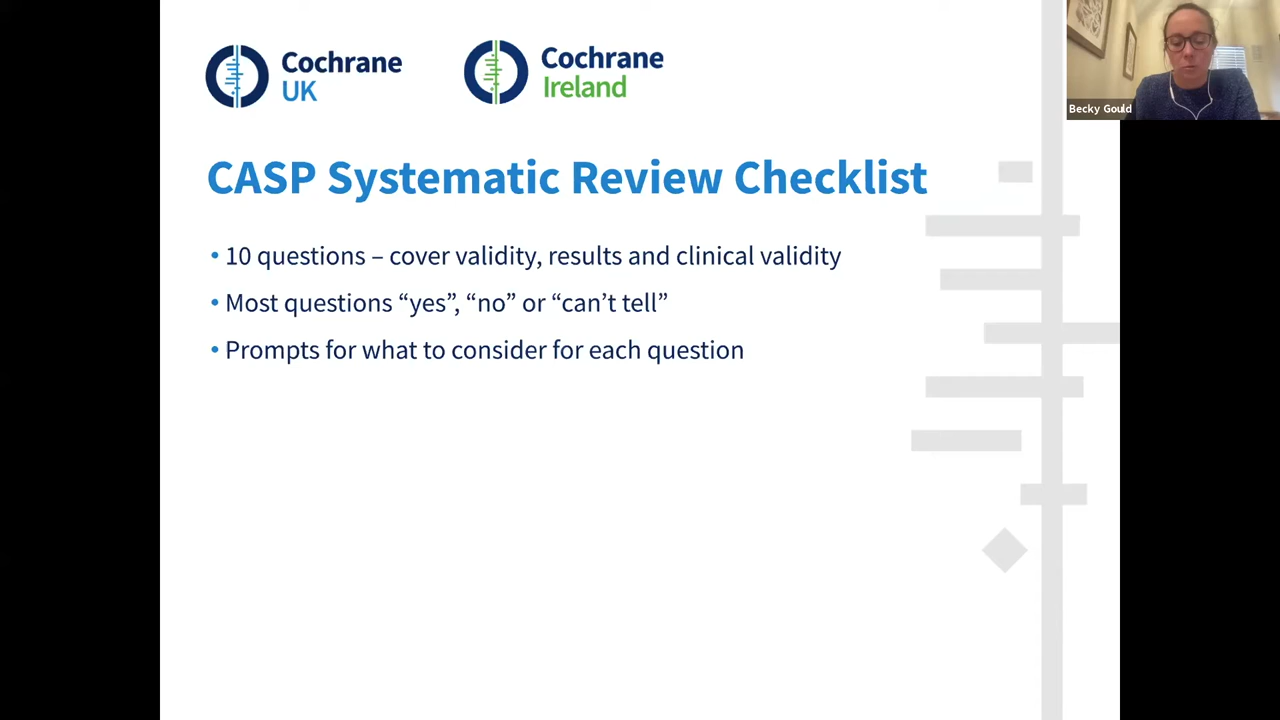 Cochrane
UK
Cochrane
Ireland
Becky Gould
CASP Systematic Review Checklist
• 10 questions – cover validity, results and clinical validity
• Most questions “yes”, “no” or “can’t tell”
• Prompts for what to consider for each question